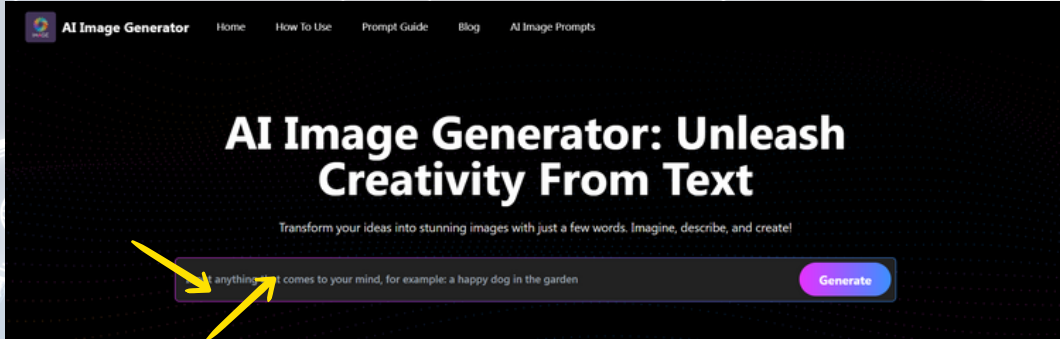 AI Image Generator
Home
How To Use
Prompt Guide
Blog
AI Image Prompts
AI Image Generator: Unleash
Creativity From Text
Transform your ideas into stunning images with just a few words. Imagine, describe, and create!
anything that comes to your mind, for example: a happy dog in the garden
Generate